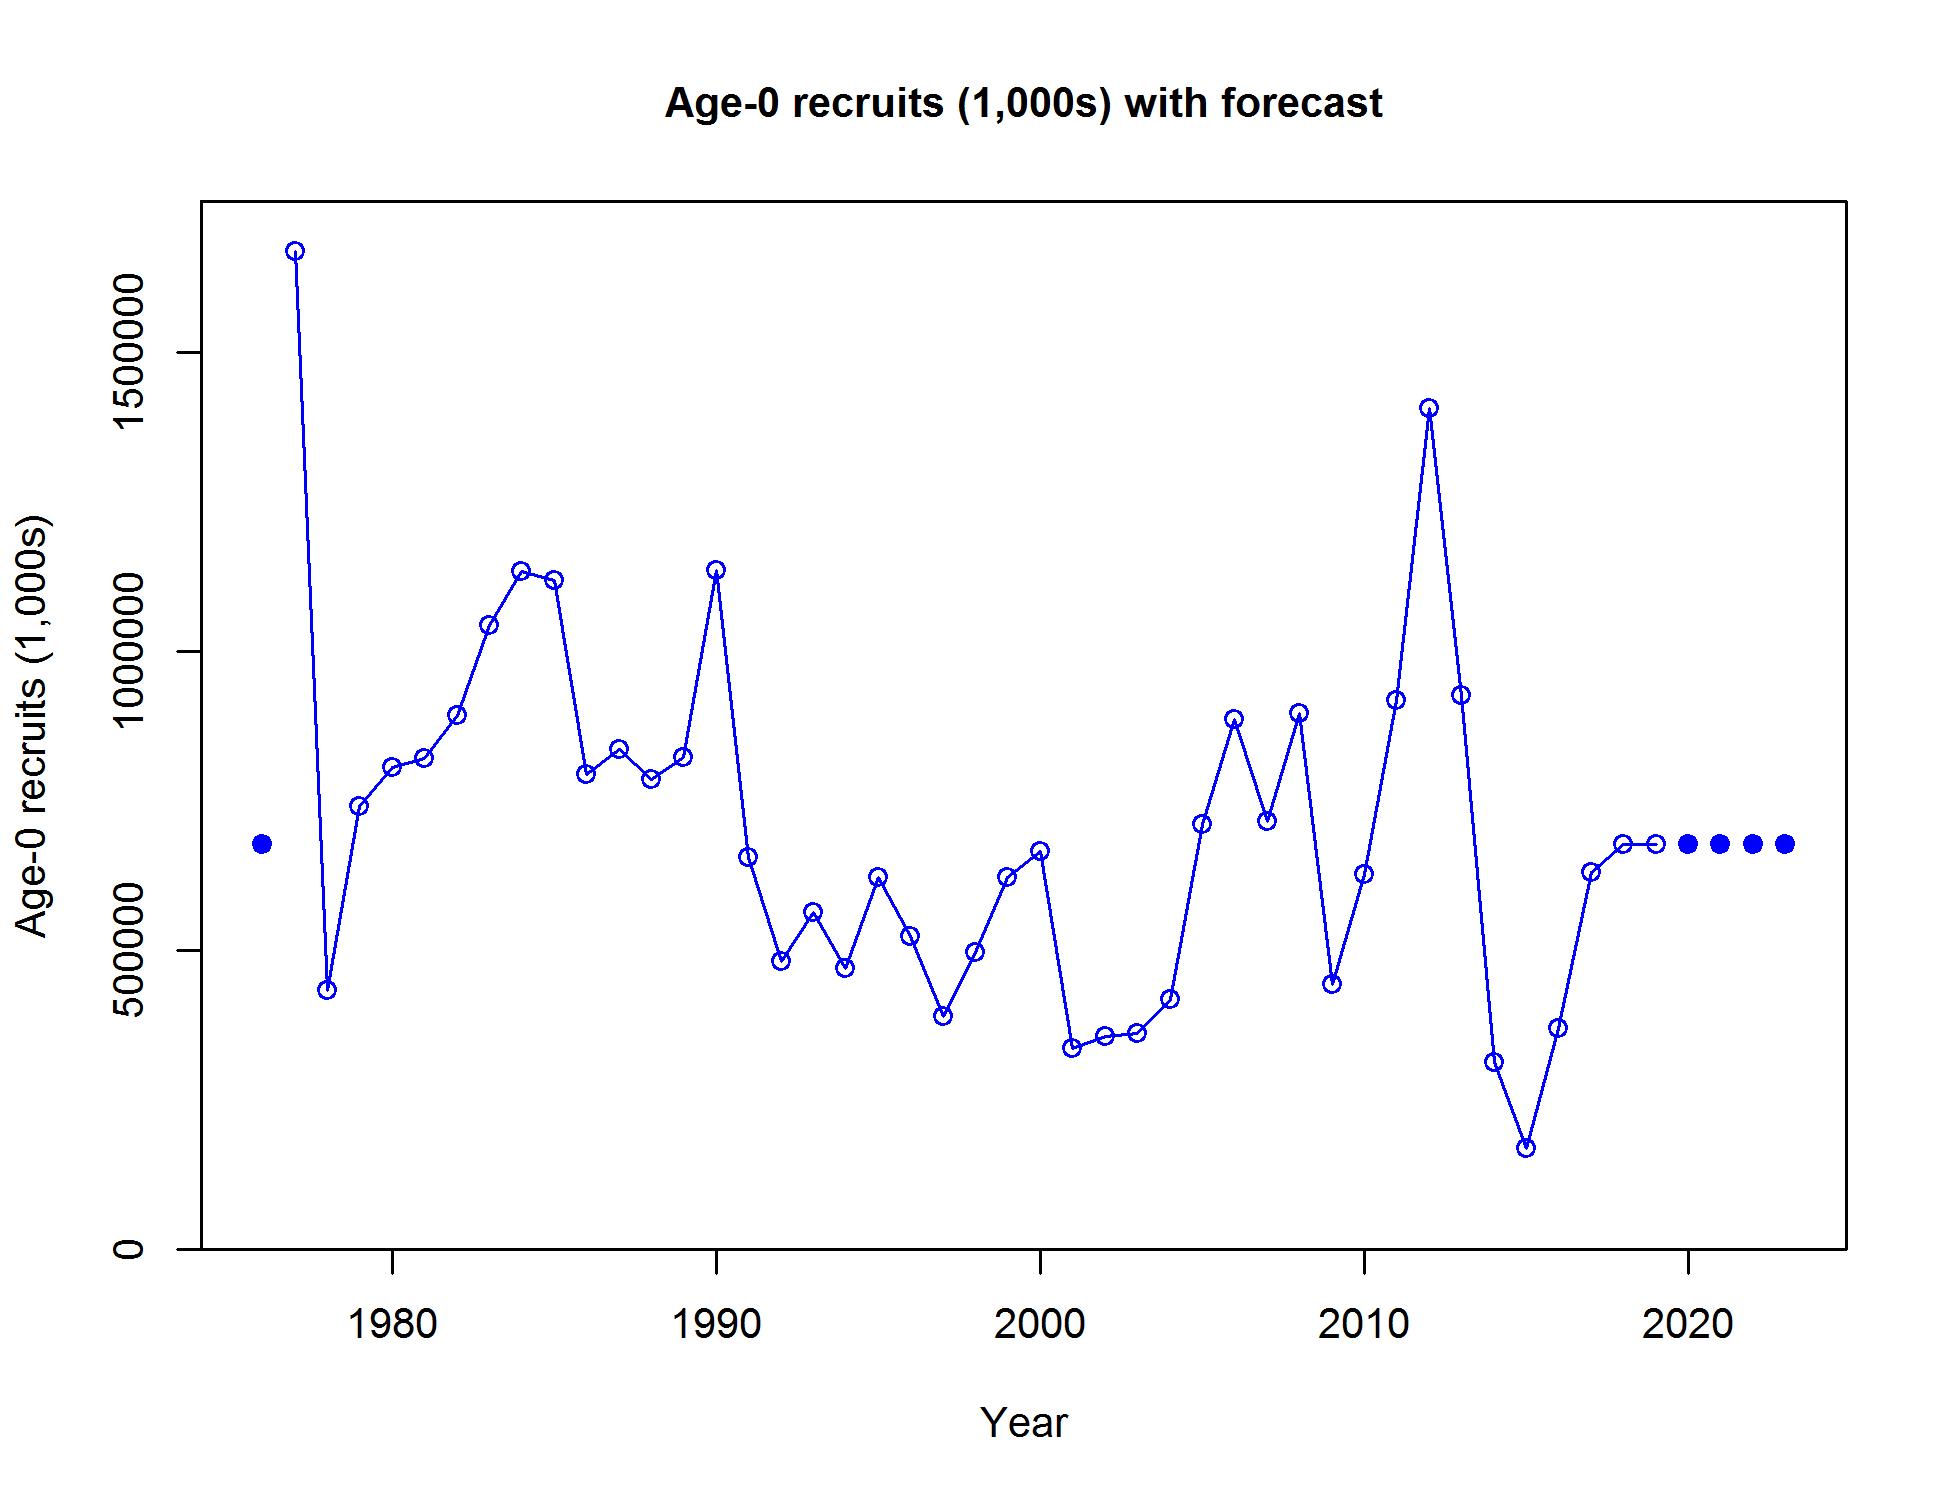 Age-0 recruits (1,000s) with forecast
Age-0 recruits (1,000s)
1500000
1000000
500000
0
1980 1990 2000 2010 2020
Year